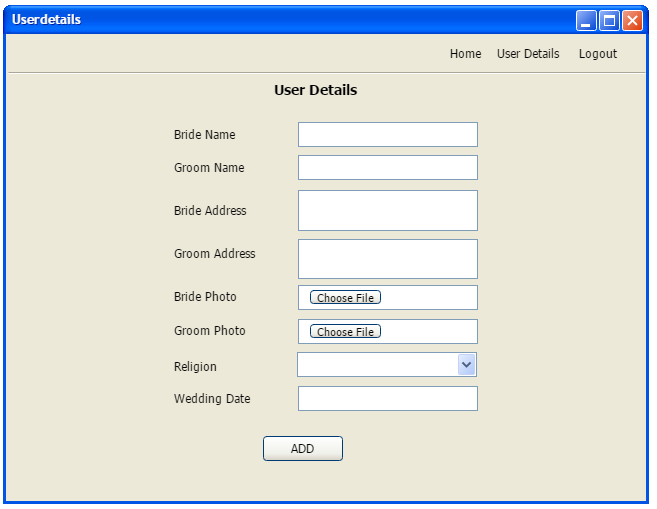 Userdetails
Home User Details Logout
User Details
Bride Name
Groom Name
Bride Address
Groom Address
Bride Photo Choose File
Groom Photo Choose File
Religion
Wedding Date
ADD